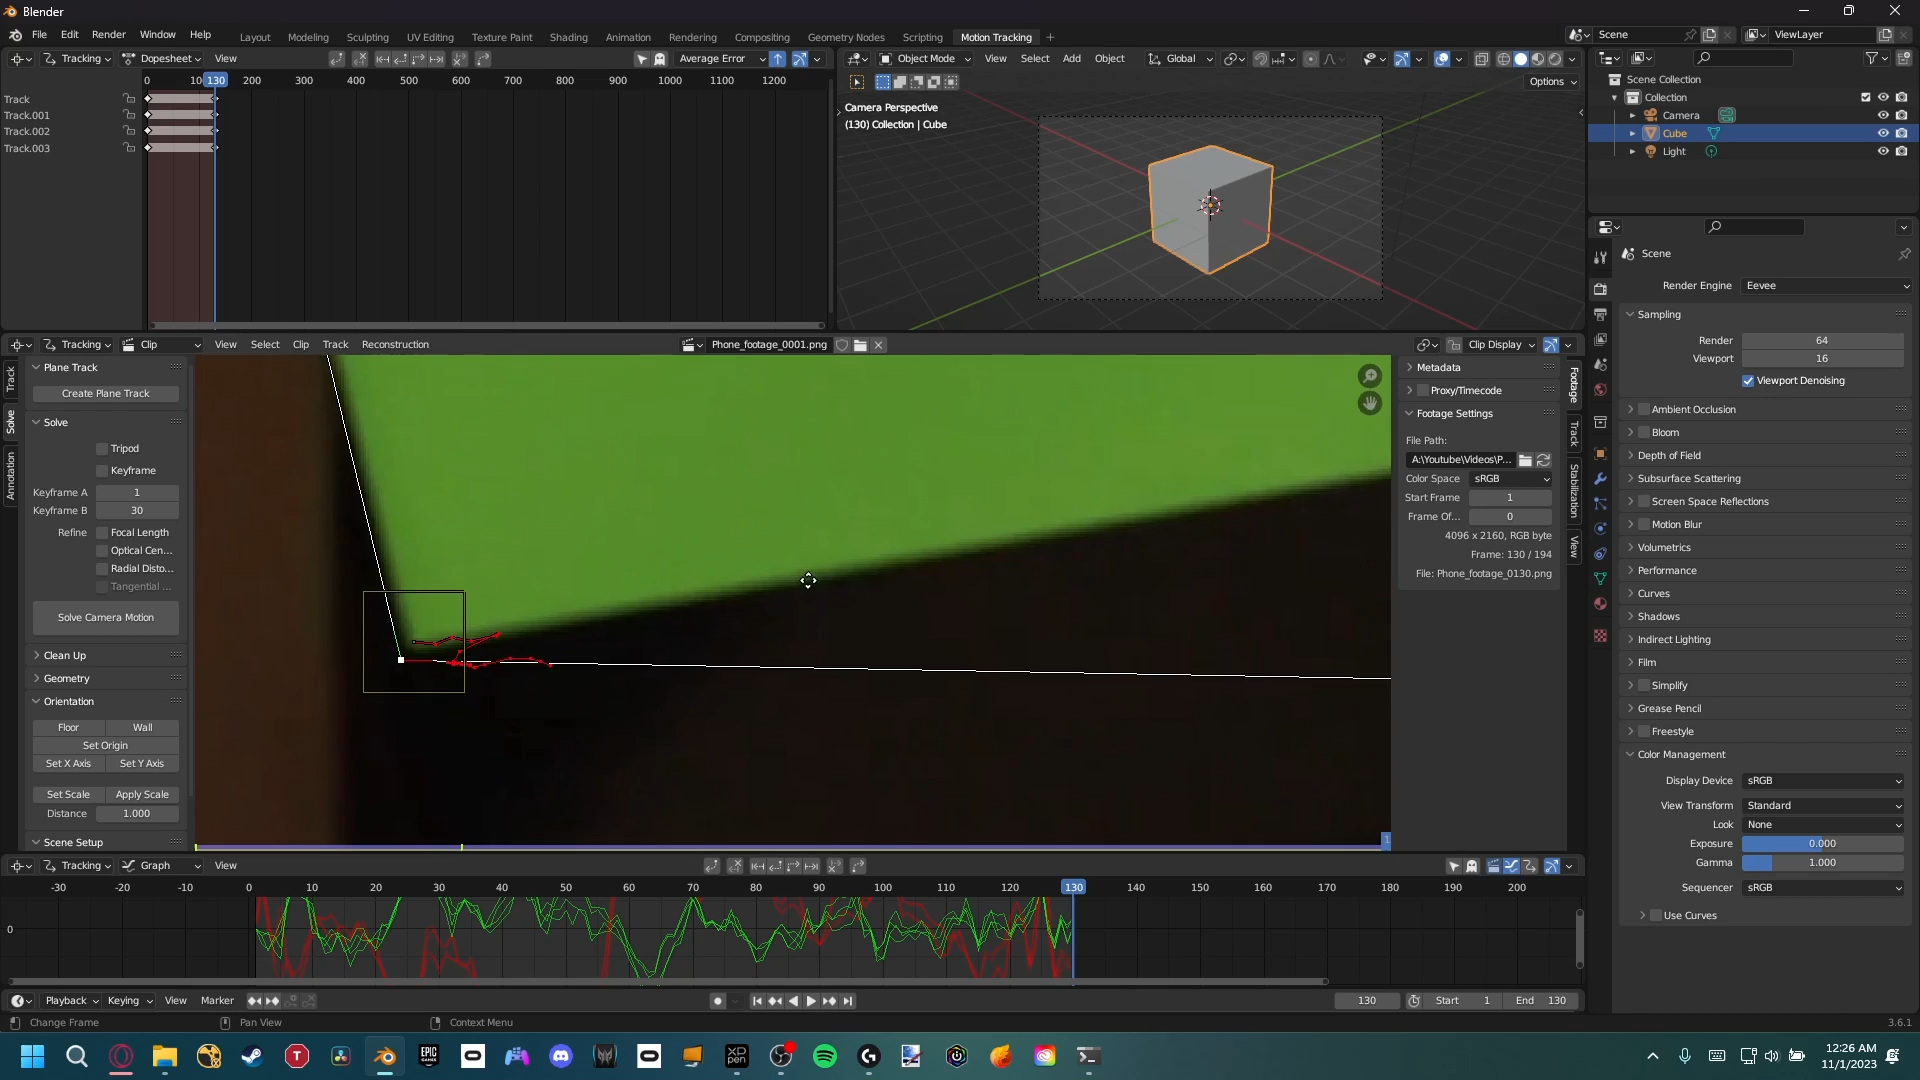 Blender
File Edit Render Window Help Layout Modeling Sculpting UV Editing Texture Paint Shading Animation Rendering Compositing Geometry Nodes Scripting Motion Tracking Scene ViewLayer
Tracking Dopesheet View Average Error
0 10 130 200 300 400 500 600 700 800 900 1000 1100 1200
Track
Track.001
Track.002
Track.003
Object Mode View Select Add Object Global
Options
Camera Perspective
(130) Collection | Cube
Scene Collection
Collection
Camera
Cube
Light
Tracking Clip View Select Clip Track Reconstruction Phone_footage_0001.png Clip Display
Track
Solve
Annotation
Plane Track
Create Plane Track
Solve
Tripod
Keyframe
Keyframe A 1
Keyframe B 30
Refine Focal Length
Optical Cen...
Radial Disto...
Tangential ...
Solve Camera Motion
Clean Up
Geometry
Orientation
Floor Wall
Set Origin
Set X Axis Set Y Axis
Set Scale Apply Scale
Distance 1.000
Scene Setup
Metadata
Proxy/Timecode
Footage Settings
File Path:
A:\Youtube\Videos\P...
Color Space sRGB
Start Frame 1
Frame Of... 0
4096 x 2160, RGB byte
Frame: 130 / 194
File: Phone_footage_0130.png
Footage
Track
Stabilization
View
Scene
Render Engine Eevee
Sampling
Render 64
Viewport 16
Viewport Denoising
Ambient Occlusion
Bloom
Depth of Field
Subsurface Scattering
Screen Space Reflections
Motion Blur
Volumetrics
Performance
Curves
Shadows
Indirect Lighting
Film
Simplify
Grease Pencil
Freestyle
Color Management
Display Device sRGB
View Transform Standard
Look None
Exposure 0.000
Gamma 1.000
Sequencer sRGB
Use Curves
Tracking Graph View
-30 -20 -10 0 10 20 30 40 50 60 70 80 90 100 110 120 130 140 150 160 170 180 190 200
0
Playback Keying View Marker 130 Start 1 End 130
Change Frame Pan View Context Menu 3.6.1
EPIC GAMES XP PEN 12:26 AM
11/1/2023